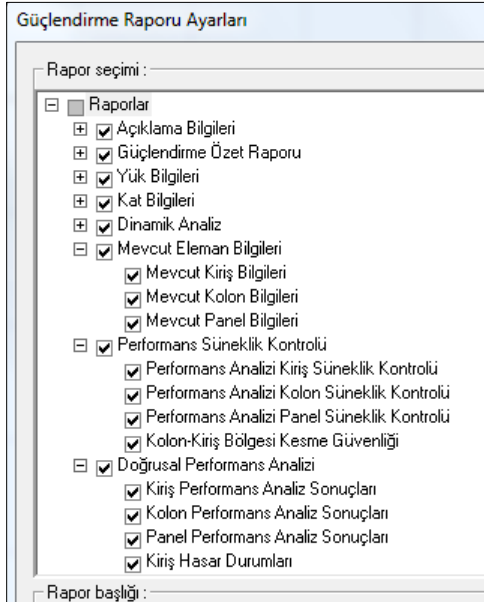 Güçlendirme Raporu Ayarları
Rapor seçimi :
Raporlar
Açıklama Bilgileri
Güçlendirme Özet Raporu
Yük Bilgileri
Kat Bilgileri
Dinamik Analiz
Mevcut Eleman Bilgileri
Mevcut Kiriş Bilgileri
Mevcut Kolon Bilgileri
Mevcut Panel Bilgileri
Performans Süneklik Kontrolü
Performans Analizi Kiriş Süneklik Kontrolü
Performans Analizi Kolon Süneklik Kontrolü
Performans Analizi Panel Süneklik Kontrolü
Kolon-Kiriş Bölgesi Kesme Güvenliği
Doğrusal Performans Analizi
Kiriş Performans Analiz Sonuçları
Kolon Performans Analiz Sonuçları
Panel Performans Analiz Sonuçları
Kiriş Hasar Durumları
Rapor başlığı :